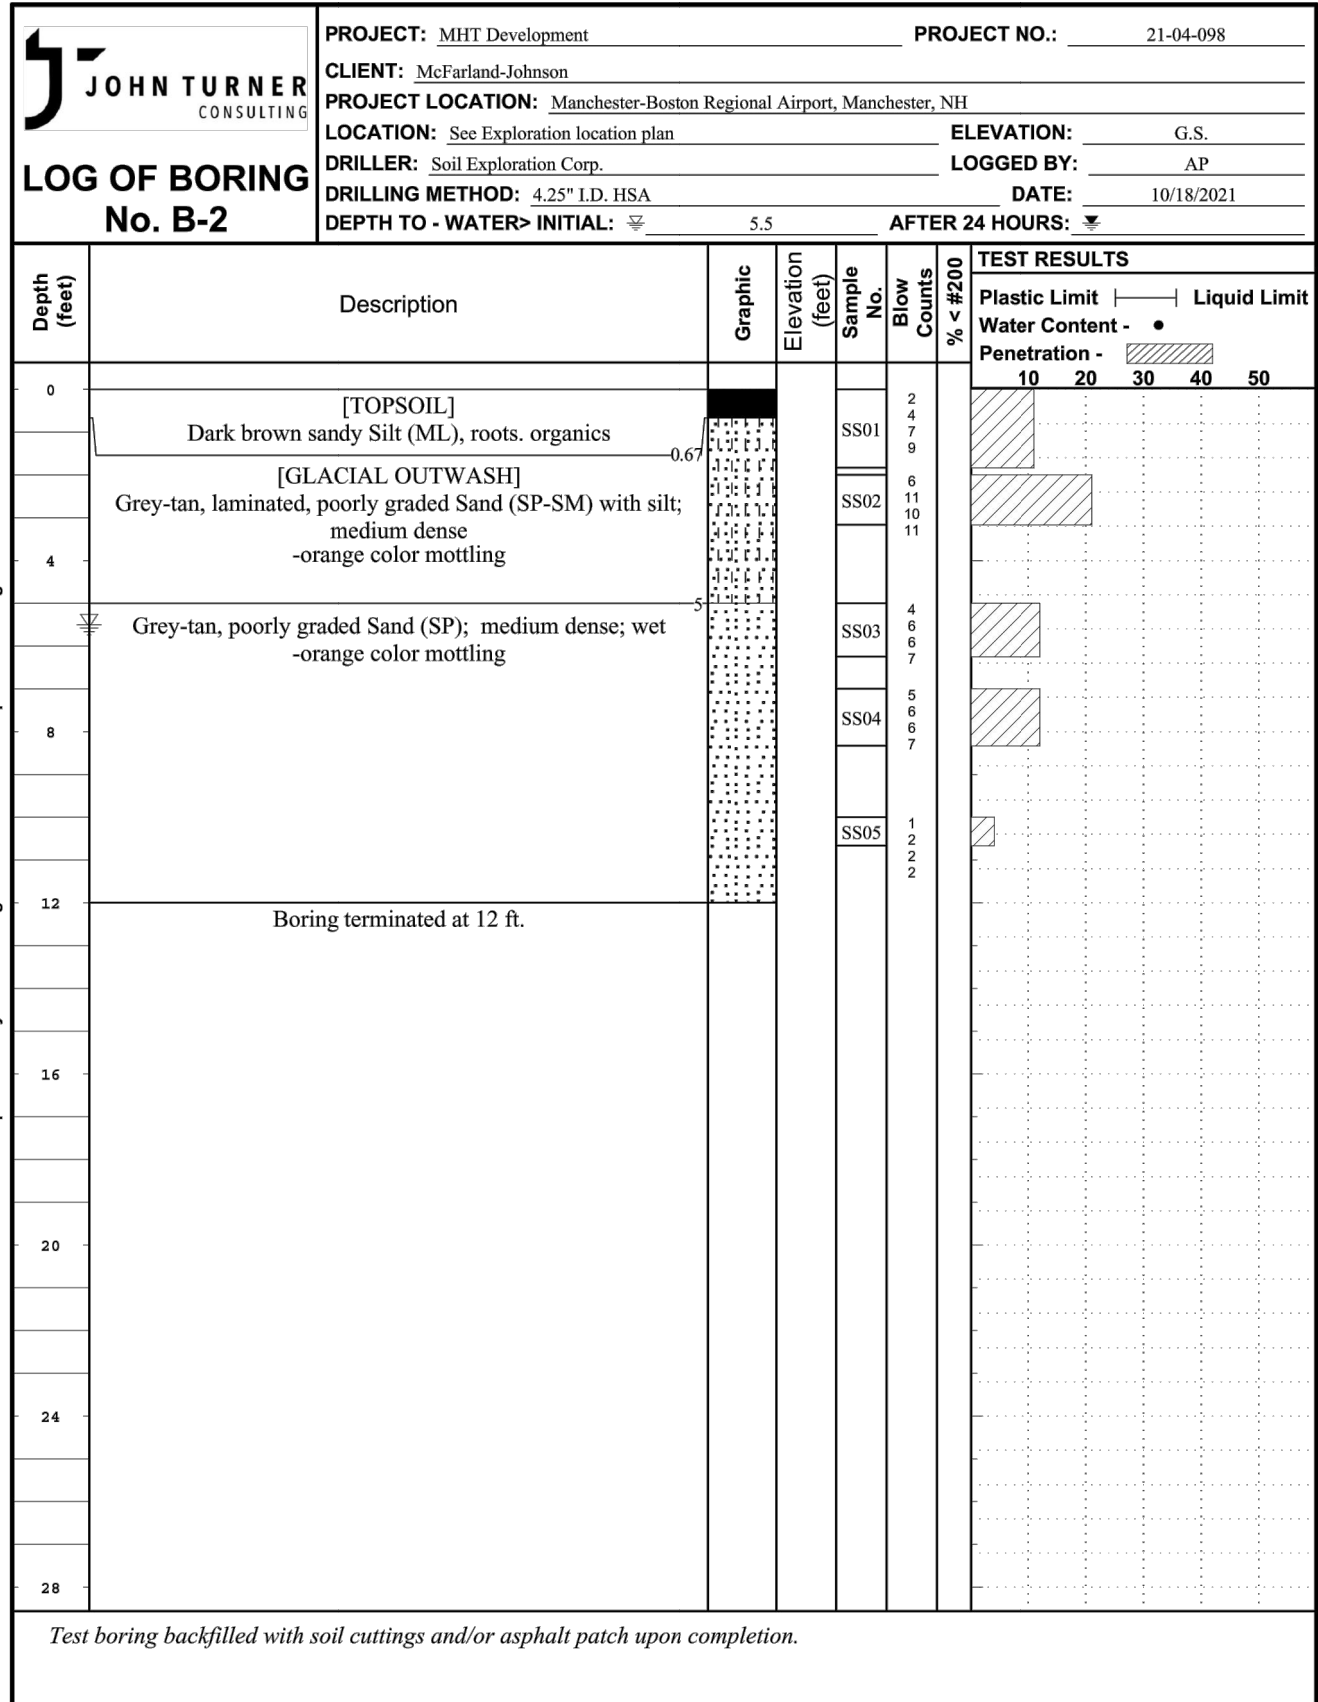 JOHN TURNER
CONSULTING
LOG OF BORING
No. B-2
PROJECT: MHT Development PROJECT NO.: 21-04-098
CLIENT: McFarland-Johnson
PROJECT LOCATION: Manchester-Boston Regional Airport, Manchester, NH
LOCATION: See Exploration location plan ELEVATION: G.S.
DRILLER: Soil Exploration Corp. LOGGED BY: AP
DRILLING METHOD: 4.25" I.D. HSA DATE: 10/18/2021
DEPTH TO - WATER> INITIAL: 5.5 AFTER 24 HOURS:
Depth
(feet)
Description
Graphic
Elevation
(feet)
Sample
No.
Blow
Counts
% < #200
TEST RESULTS
Plastic Limit Liquid Limit
Water Content - ●
Penetration -
10 20 30 40 50
0
[TOPSOIL]
Dark brown sandy Silt (ML), roots. organics
0.67
SS01
2
4
7
9
[GLACIAL OUTWASH]
Grey-tan, laminated, poorly graded Sand (SP-SM) with silt;
medium dense
-orange color mottling
SS02
6
11
10
11
4
5
Grey-tan, poorly graded Sand (SP); medium dense; wet
-orange color mottling
SS03
4
6
6
7
8
SS04
5
6
6
7
SS05
1
2
2
2
12
Boring terminated at 12 ft.
16
20
24
28
Test boring backfilled with soil cuttings and/or asphalt patch upon completion.